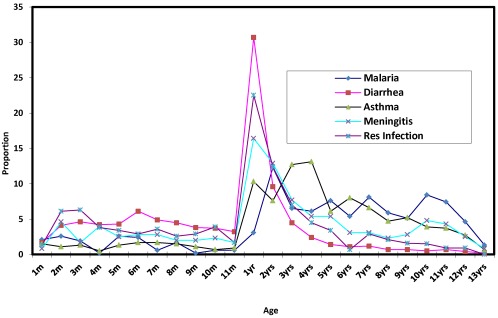 35
30
25
20
15
10
5
0
Proportion
Malaria
Diarrhea
Asthma
Meningitis
Res Infection
1m 2m 3m 4m 5m 6m 7m 8m 9m 10m 11m 1yr 2yrs 3yrs 4yrs 5yrs 6yrs 7yrs 8yrs 9yrs 10yrs 11yrs 12yrs 13yrs
Age